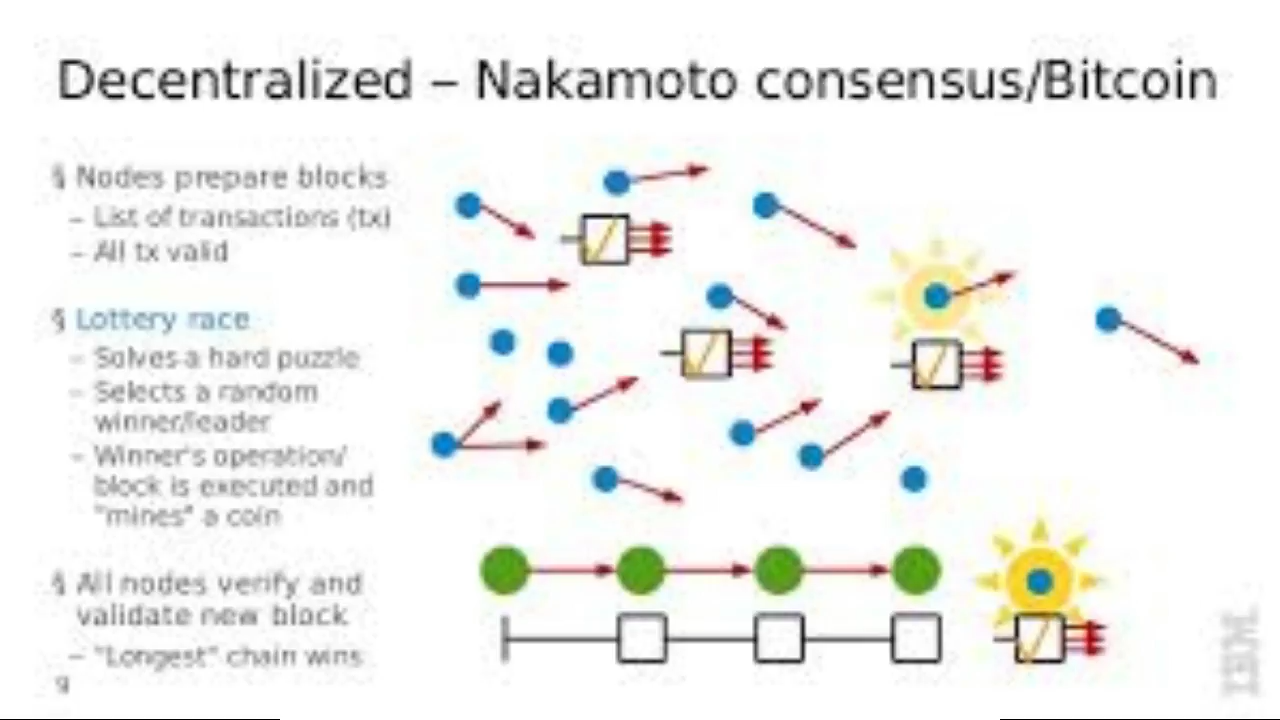 Decentralized – Nakamoto consensus/Bitcoin
§ Nodes prepare blocks
– List of transactions (tx)
– All tx valid
§ Lottery race
– Solves a hard puzzle
– Selects a random
winner/leader
– Winner's operation/
block is executed and
"mines" a coin
§ All nodes verify and
validate new block
– "Longest" chain wins
9
IBM